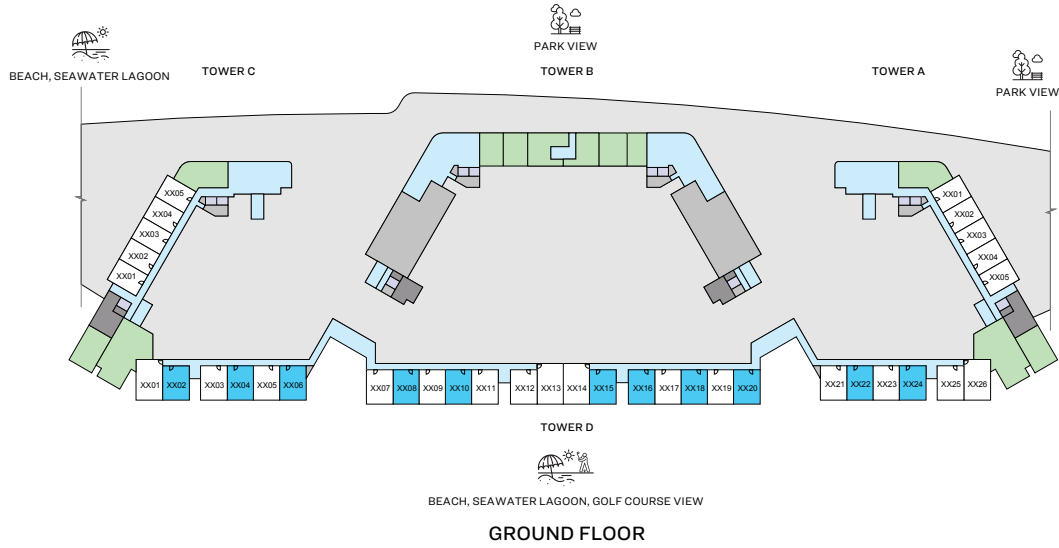 PARK VIEW
BEACH, SEAWATER LAGOON
TOWER C
TOWER B
TOWER A
PARK VIEW
XX05
XX04
XX03
XX02
XX01
XX01
XX02
XX03
XX04
XX05
XX01 XX02 XX03 XX04 XX05 XX06
XX07 XX08 XX09 XX10 XX11 XX12 XX13 XX14 XX15 XX16 XX17 XX18 XX19 XX20
XX21 XX22 XX23 XX24 XX25 XX26
TOWER D
BEACH, SEAWATER LAGOON, GOLF COURSE VIEW
GROUND FLOOR